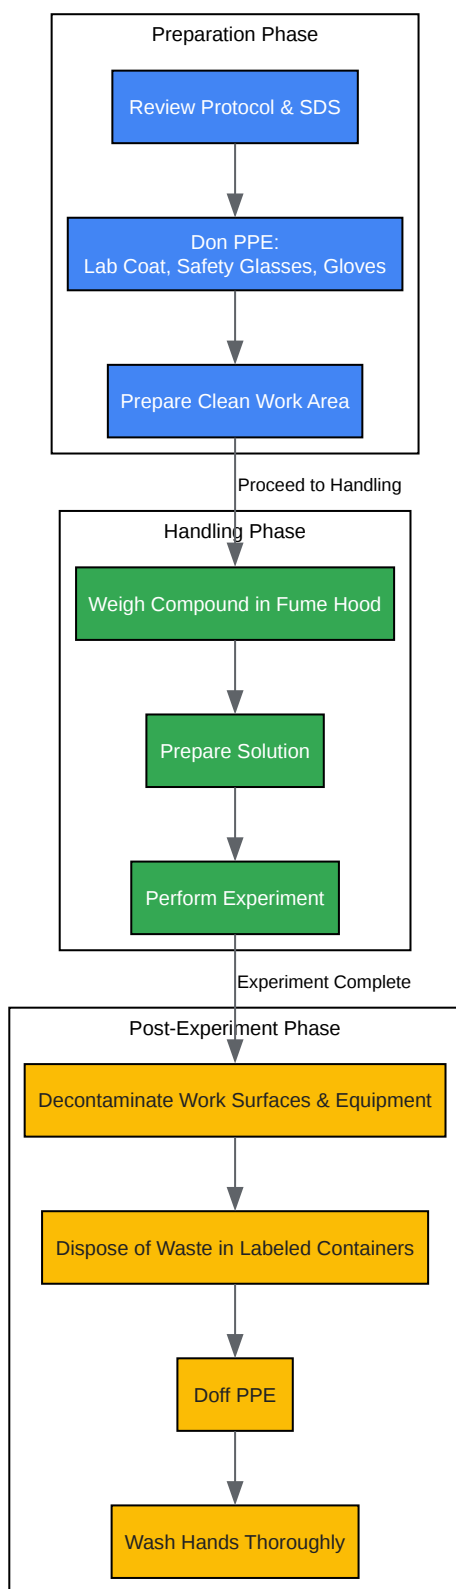 Preparation Phase
Review Protocol & SDS
Don PPE:
Lab Coat, Safety Glasses, Gloves
Prepare Clean Work Area
Proceed to Handling
Handling Phase
Weigh Compound in Fume Hood
Prepare Solution
Perform Experiment
Experiment Complete
Post-Experiment Phase
Decontaminate Work Surfaces & Equipment
Dispose of Waste in Labeled Containers
Doff PPE
Wash Hands Thoroughly